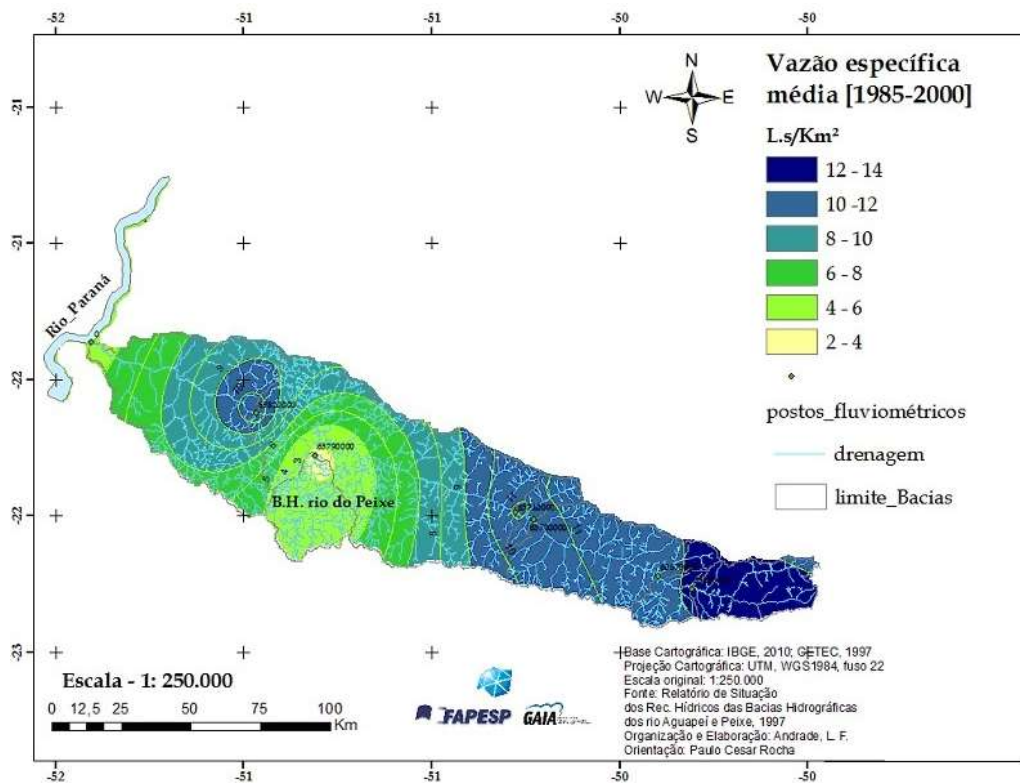 -52
-51
-51
-50
-50
-21
-21
-22
-22
-23
N
W
E
S
Vazão específica
média [1985-2000]
L.s/Km²
12 - 14
10 -12
8 - 10
6 - 8
4 - 6
2 - 4
postos_fluviométricos
drenagem
limite_Bacias
Rio_Paraná
B.H. rio do Peixe
Escala - 1: 250.000
0 12,5 25 50 75 100
Km
FAPESP
GAIA
Base Cartográfica: IBGE, 2010; GETEC, 1997
Projeção Cartográfica: UTM, WGS1984, fuso 22
Escala original: 1:250.000
Fonte: Relatório de Situação
dos Rec. Hídricos das Bacias Hidrográficas
dos rio Aguapeí e Peixe, 1997
Organização e Elaboração: Andrade, L. F.
Orientação: Paulo Cesar Rocha
-52
-51
-51
-50
-50